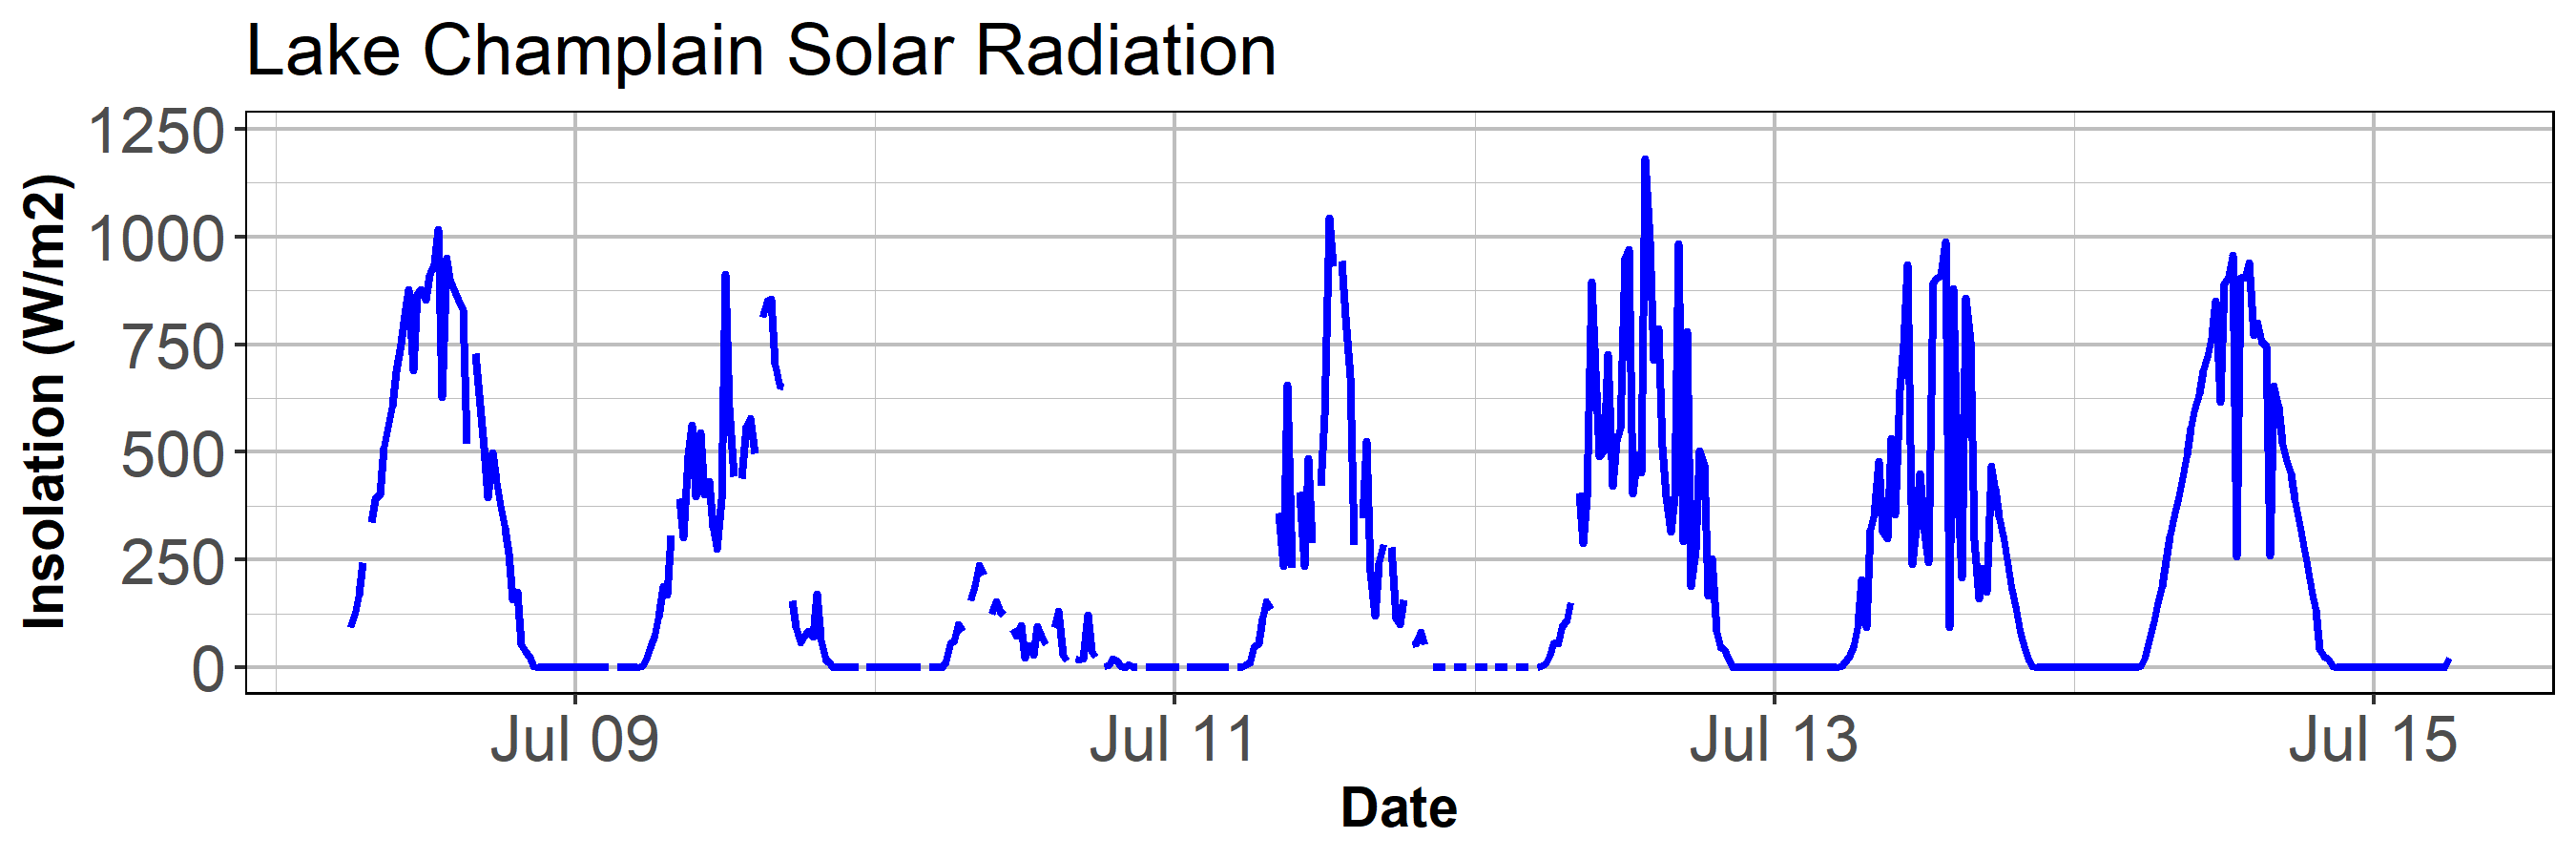 Lake Champlain Solar Radiation
1250
1000
750
500
250
0
Insolation (W/m2)
Jul 09 Jul 11 Jul 13 Jul 15
Date